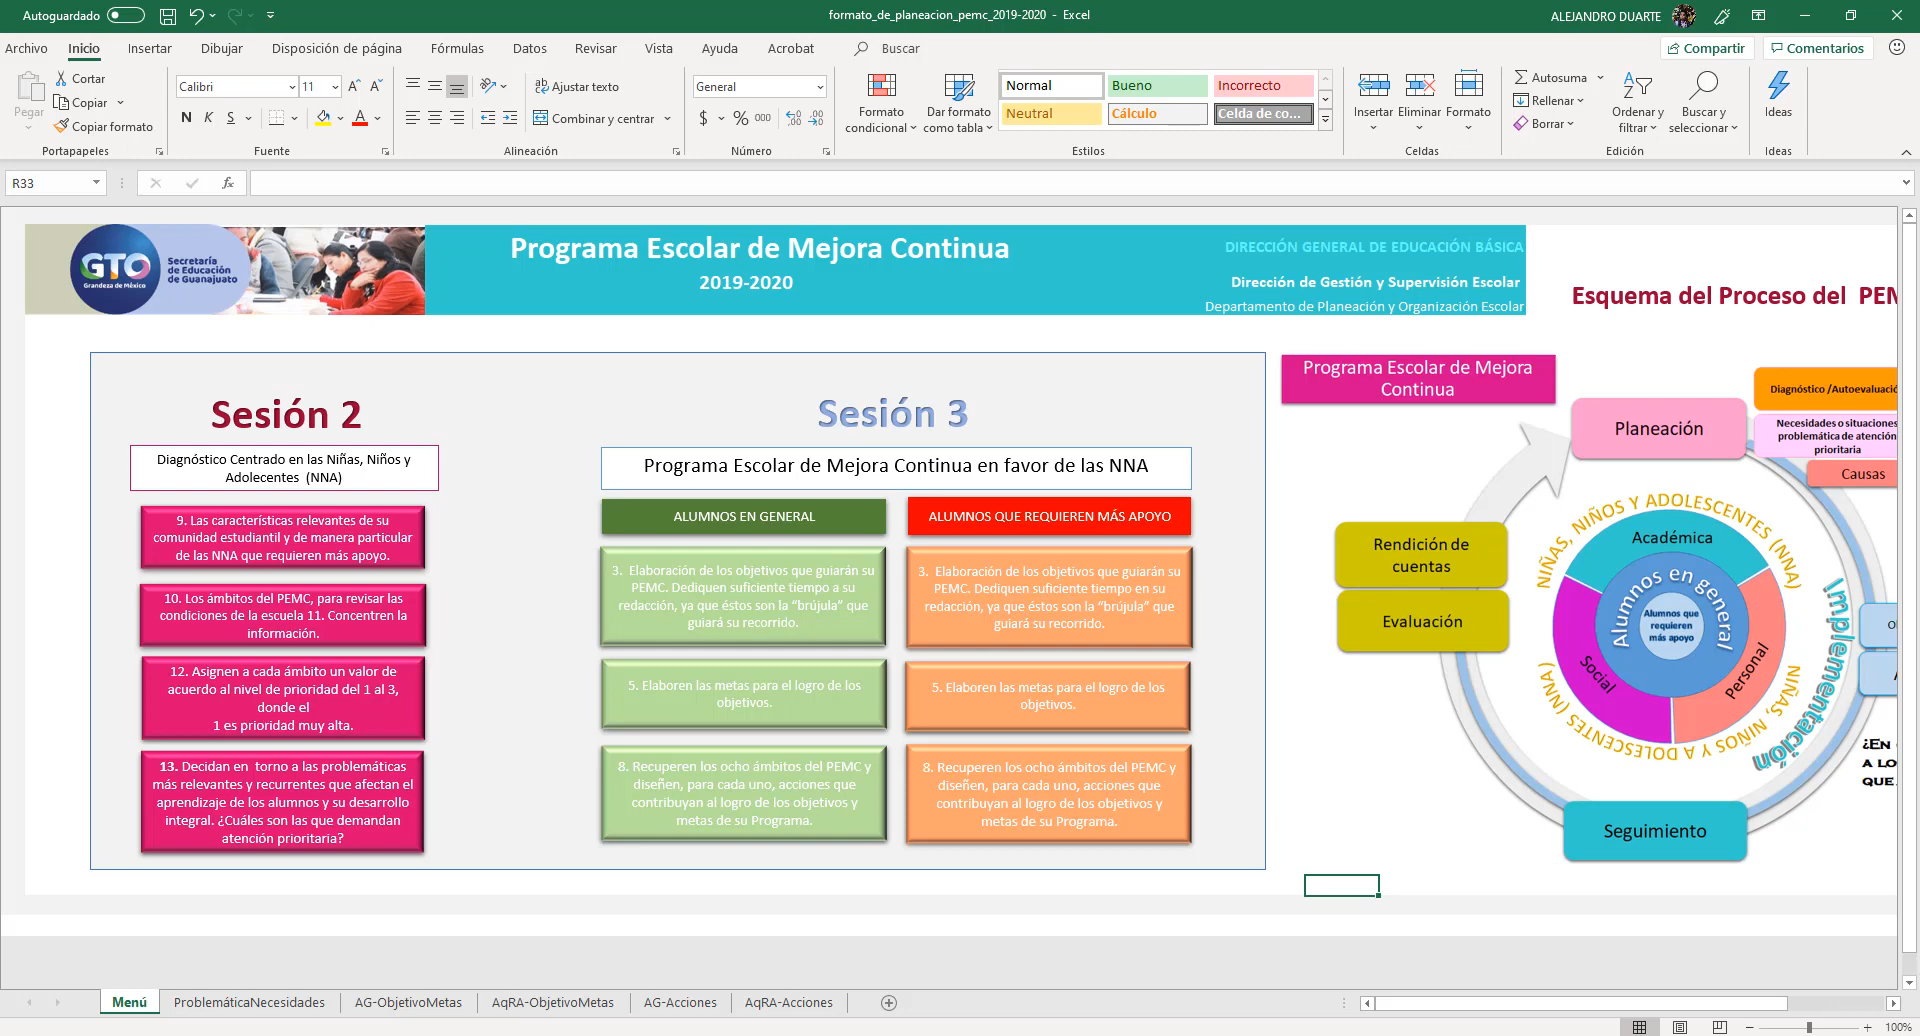 Autoguardado
formato_de_planeacion_pemc_2019-2020 - Excel
ALEJANDRO DUARTE
Archivo Inicio Insertar Dibujar Disposición de página Fórmulas Datos Revisar Vista Ayuda Acrobat Buscar
Compartir Comentarios
Pegar
Cortar
Copiar
Copiar formato
Portapapeles
Calibri 11
N K S
Fuente
Ajustar texto
Combinar y centrar
Alineación
General
$ % 000
Número
Formato condicional
Dar formato como tabla
Normal Bueno Incorrecto
Neutral Cálculo Celda de co...
Estilos
Insertar Eliminar Formato
Celdas
Autosuma
Rellenar
Borrar
Ordenar y filtrar
Buscar y seleccionar
Edición
Ideas
Ideas
R33
fx
GTO
Grandeza de México
Secretaría
de Educación
de Guanajuato
Programa Escolar de Mejora Continua
2019-2020
DIRECCIÓN GENERAL DE EDUCACIÓN BÁSICA
Dirección de Gestión y Supervisión Escolar
Departamento de Planeación y Organización Escolar
Esquema del Proceso del PEM
Sesión 2
Diagnóstico Centrado en las Niñas, Niños y
Adolecentes (NNA)
9. Las características relevantes de su
comunidad estudiantil y de manera particular
de las NNA que requieren más apoyo.
10. Los ámbitos del PEMC, para revisar las
condiciones de la escuela 11. Concentren la
información.
12. Asignen a cada ámbito un valor de
acuerdo al nivel de prioridad del 1 al 3,
donde el
1 es prioridad muy alta.
13. Decidan en torno a las problemáticas
más relevantes y recurrentes que afectan el
aprendizaje de los alumnos y su desarrollo
integral. ¿Cuáles son las que demandan
atención prioritaria?
Sesión 3
Programa Escolar de Mejora Continua en favor de las NNA
ALUMNOS EN GENERAL
3. Elaboración de los objetivos que guiarán su
PEMC. Dediquen suficiente tiempo a su
redacción, ya que éstos son la “brújula” que
guiará su recorrido.
5. Elaboren las metas para el logro de los
objetivos.
8. Recuperen los ocho ámbitos del PEMC y
diseñen, para cada uno, acciones que
contribuyan al logro de los objetivos y
metas de su Programa.
ALUMNOS QUE REQUIEREN MÁS APOYO
3. Elaboración de los objetivos que guiarán su
PEMC. Dediquen suficiente tiempo en su
redacción, ya que éstos son la “brújula” que
guiará su recorrido.
5. Elaboren las metas para el logro de los
objetivos.
8. Recuperen los ocho ámbitos del PEMC y
diseñen, para cada uno, acciones que
contribuyan al logro de los objetivos y
metas de su Programa.
Programa Escolar de Mejora
Continua
Planeación
Diagnóstico /Autoevaluació
Necesidades o situaciones
problemática de atención
prioritaria
Causas
Rendición de
cuentas
Evaluación
NIÑAS, NIÑOS Y ADOLESCENTES (NNA)
Académica
Alumnos en general
Alumnos que
requieren
más apoyo
Social
Personal
NIÑAS, NIÑOS Y ADOLESCENTES (NNA)
Implementación
¿EN
A LO
QUE
Seguimiento
Menú ProblemáticaNecesidades AG-ObjetivoMetas AqRA-ObjetivoMetas AG-Acciones AqRA-Acciones
100%